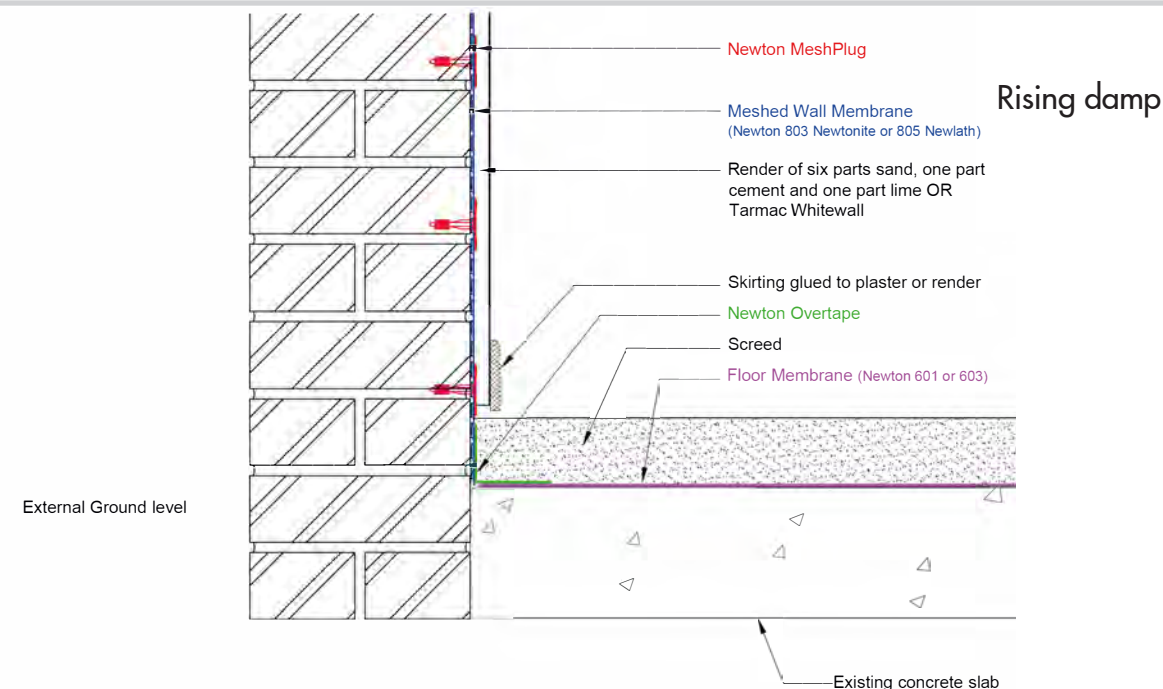 Newton MeshPlug
Rising damp
Meshed Wall Membrane
(Newton 803 Newtonite or 805 Newlath)
Render of six parts sand, one part
cement and one part lime OR
Tarmac Whitewall
Skirting glued to plaster or render
Newton Overtape
Screed
Floor Membrane (Newton 601 or 603)
External Ground level
Existing concrete slab